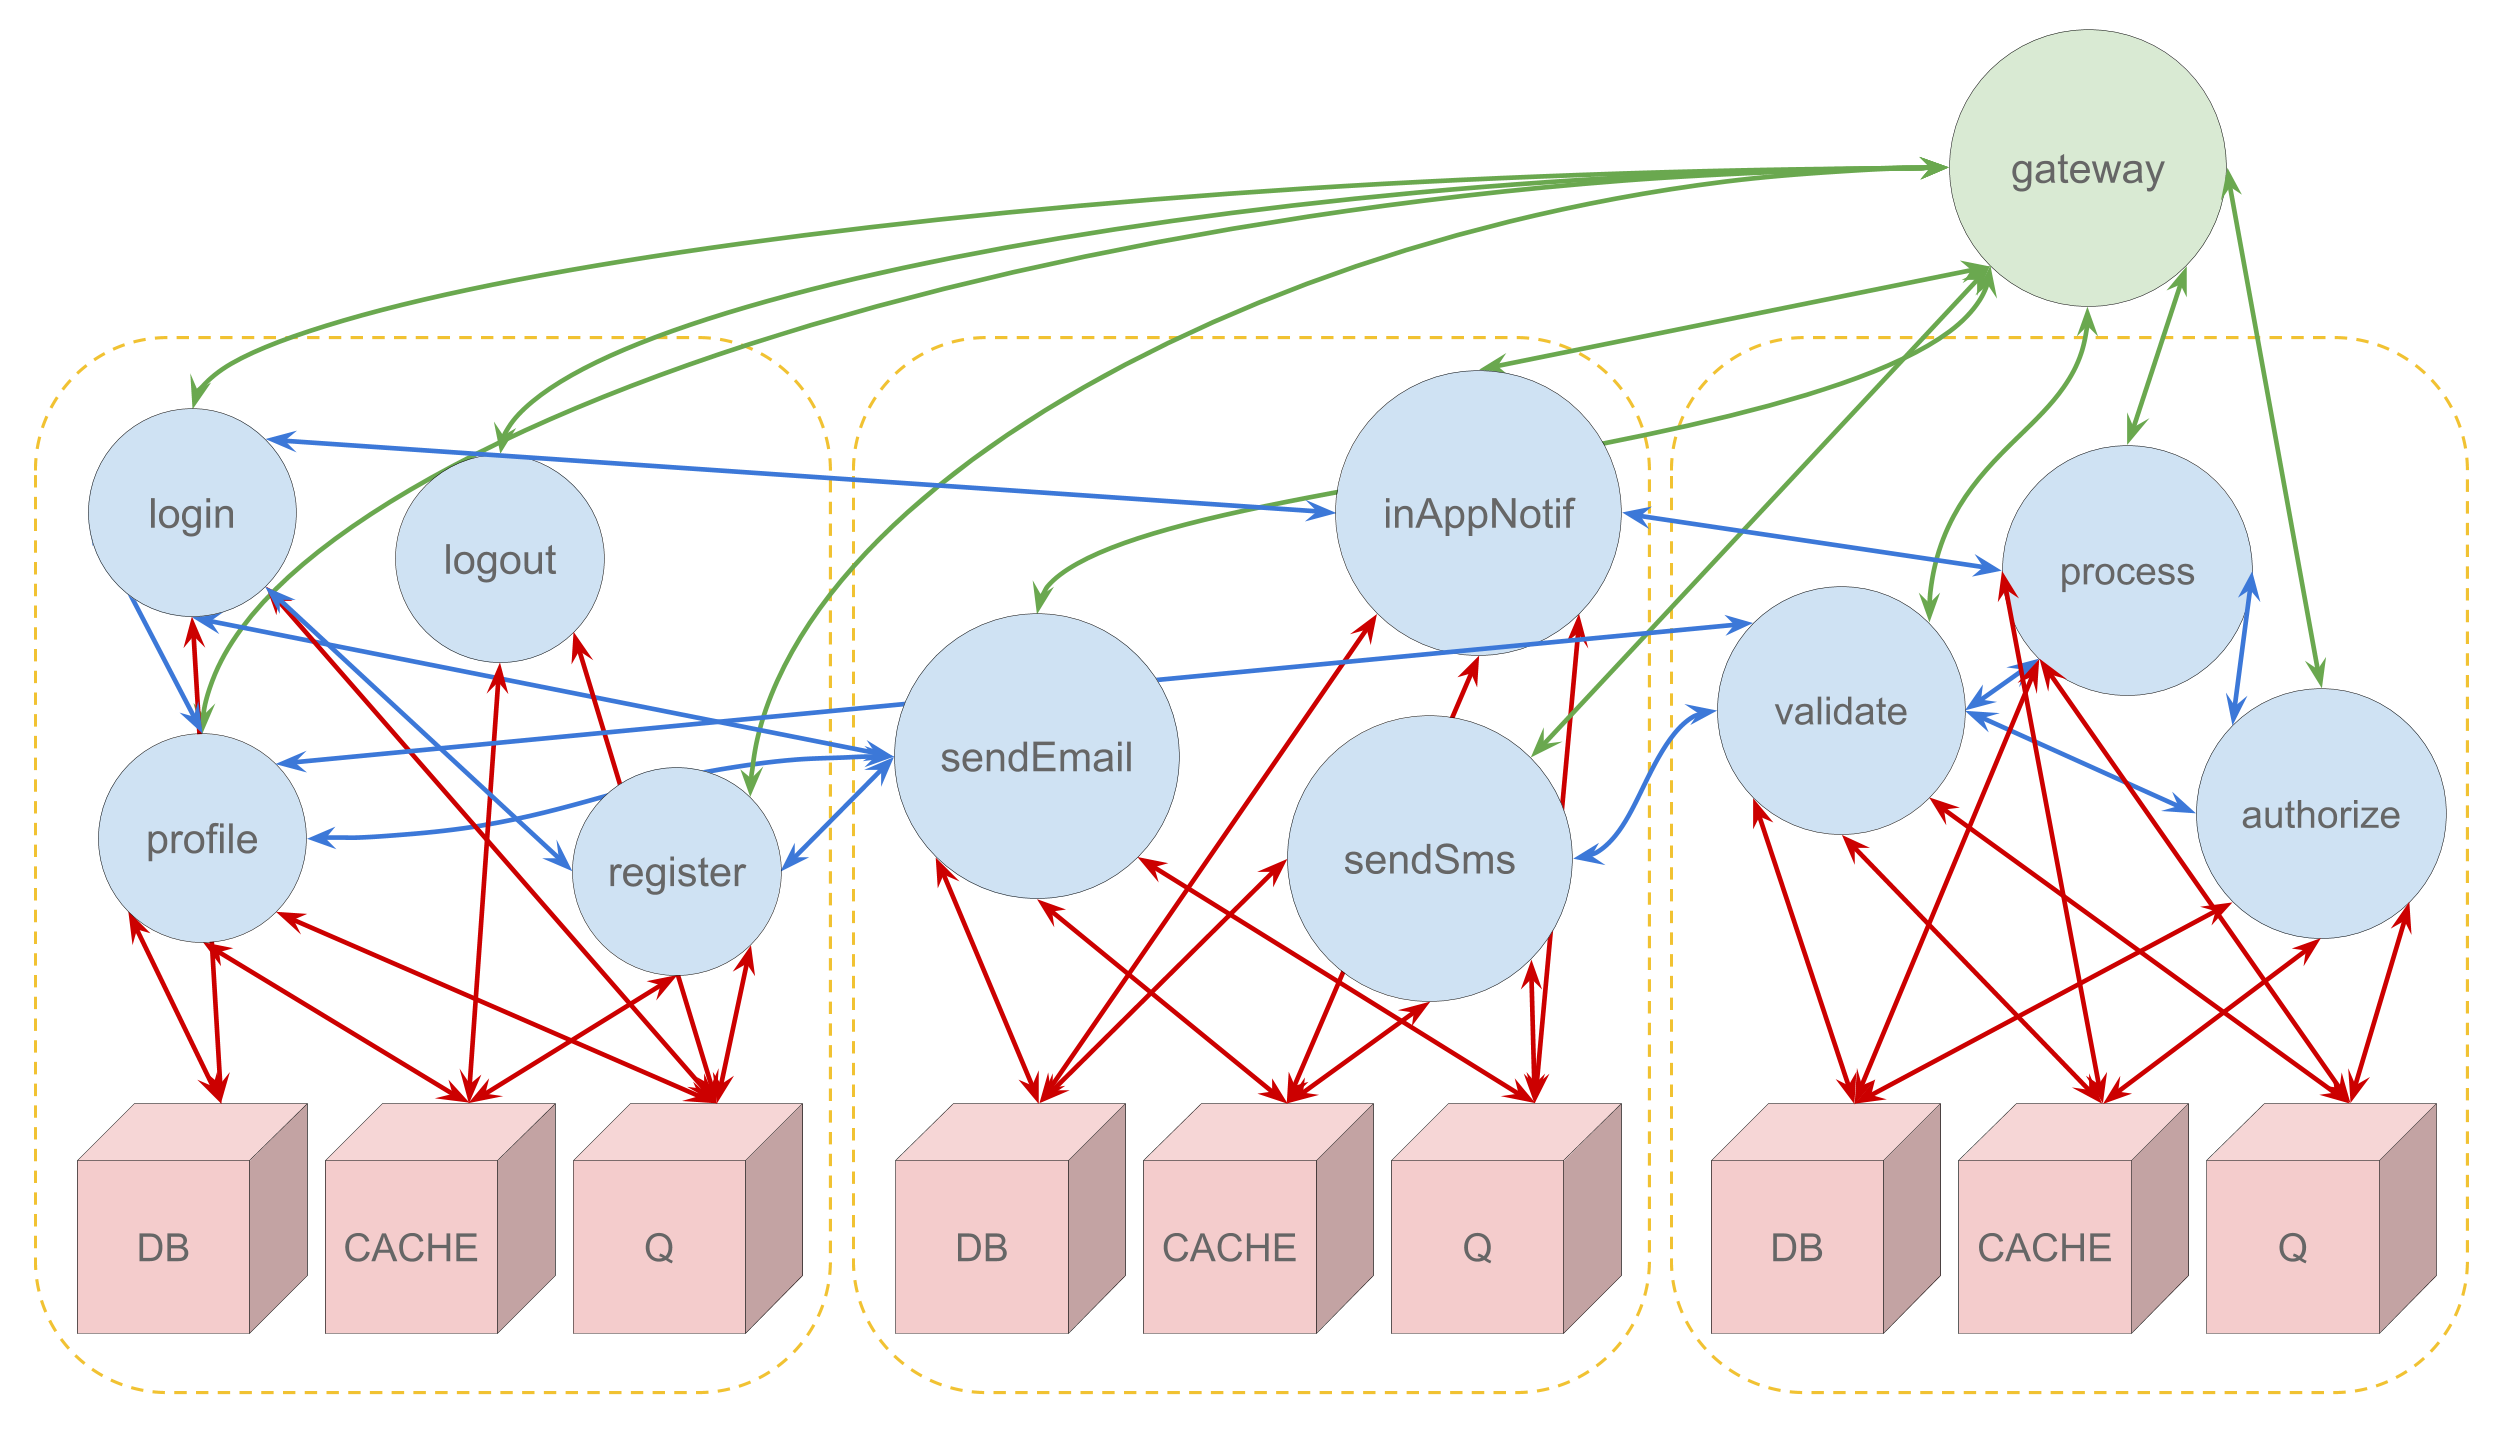 gateway
login
logout
inAppNotif
process
profile
register
sendEmail
sendSms
validate
authorize
DB
CACHE
Q
DB
CACHE
Q
DB
CACHE
Q